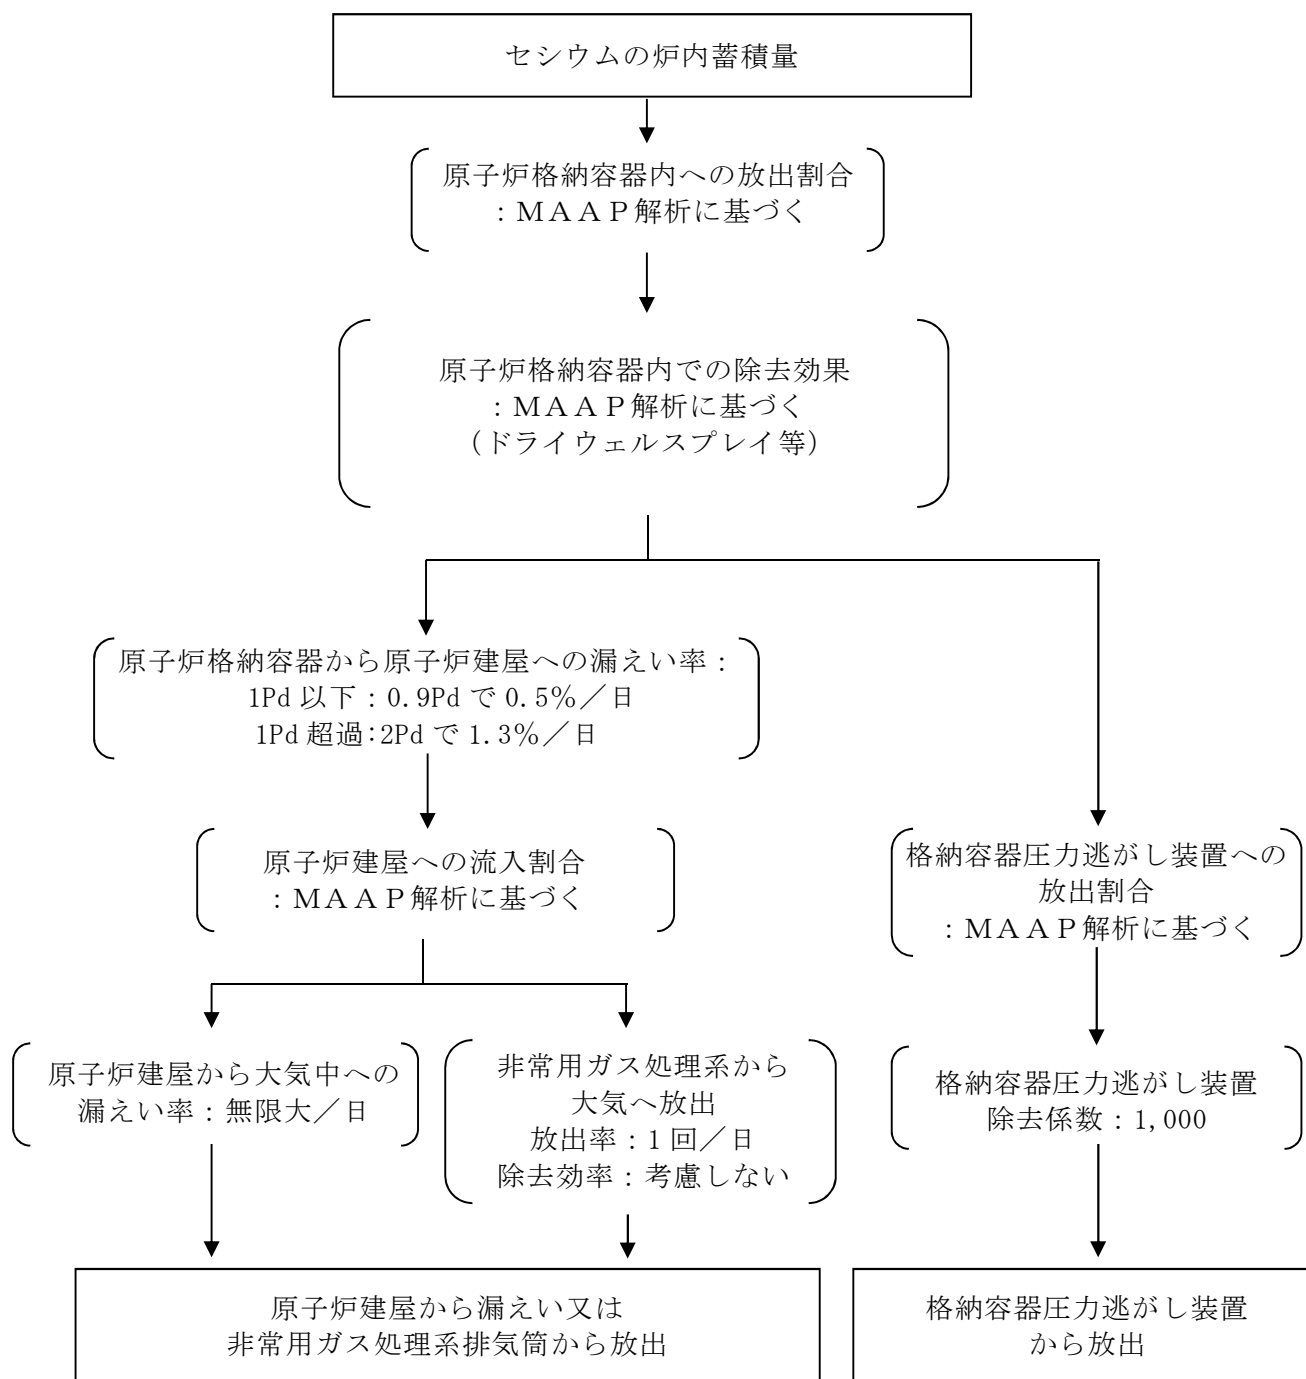 セシウムの炉内蓄積量
原子炉格納容器内への放出割合
：ＭＡＡＰ解析に基づく
原子炉格納容器内での除去効果
：ＭＡＡＰ解析に基づく
（ドライウェルスプレイ等）
原子炉格納容器から原子炉建屋への漏えい率：
1Pd 以下：0.9Pd で 0.5％／日
1Pd 超過：2Pd で 1.3％／日
原子炉建屋への流入割合
：ＭＡＡＰ解析に基づく
格納容器圧力逃がし装置への
放出割合
：ＭＡＡＰ解析に基づく
原子炉建屋から大気中への
漏えい率：無限大／日
非常用ガス処理系から
大気へ放出
放出率：1 回／日
除去効率：考慮しない
格納容器圧力逃がし装置
除去係数：1,000
原子炉建屋から漏えい又は
非常用ガス処理系排気筒から放出
格納容器圧力逃がし装置
から放出